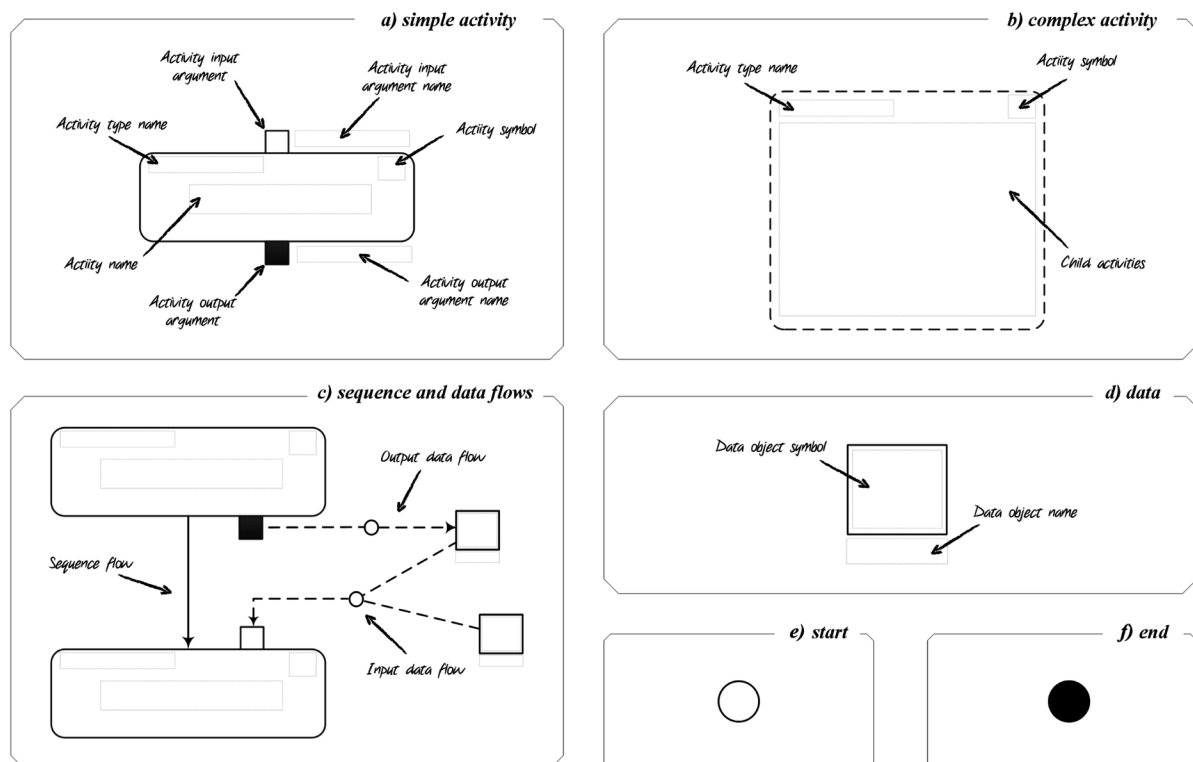 a) simple activity
Activity input
argument
Activity input
argument name
Activity type name
Actiity symbol
Actiity name
Activity output
argument
Activity output
argument name
b) complex activity
Activity type name
Actiity symbol
Child activities
c) sequence and data flows
Output data flow
Sequence flow
Input data flow
d) data
Data object symbol
Data object name
e) start
f) end